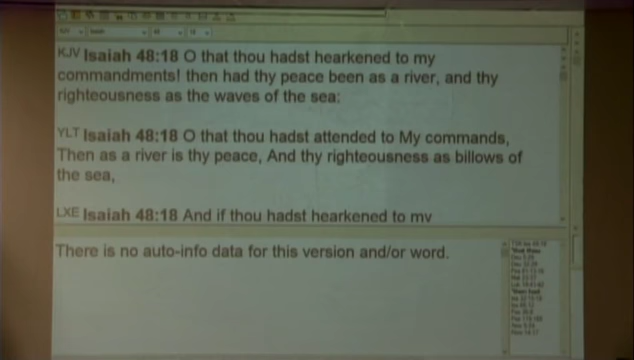 KJV Isaiah 48:18 O that thou hadst hearkened to my
commandments! then had thy peace been as a river, and thy
righteousness as the waves of the sea:
YLT Isaiah 48:18 O that thou hadst attended to My commands,
Then as a river is thy peace, And thy righteousness as billows of
the sea,
LXE Isaiah 48:18 And if thou hadst hearkened to my
There is no auto-info data for this version and/or word.